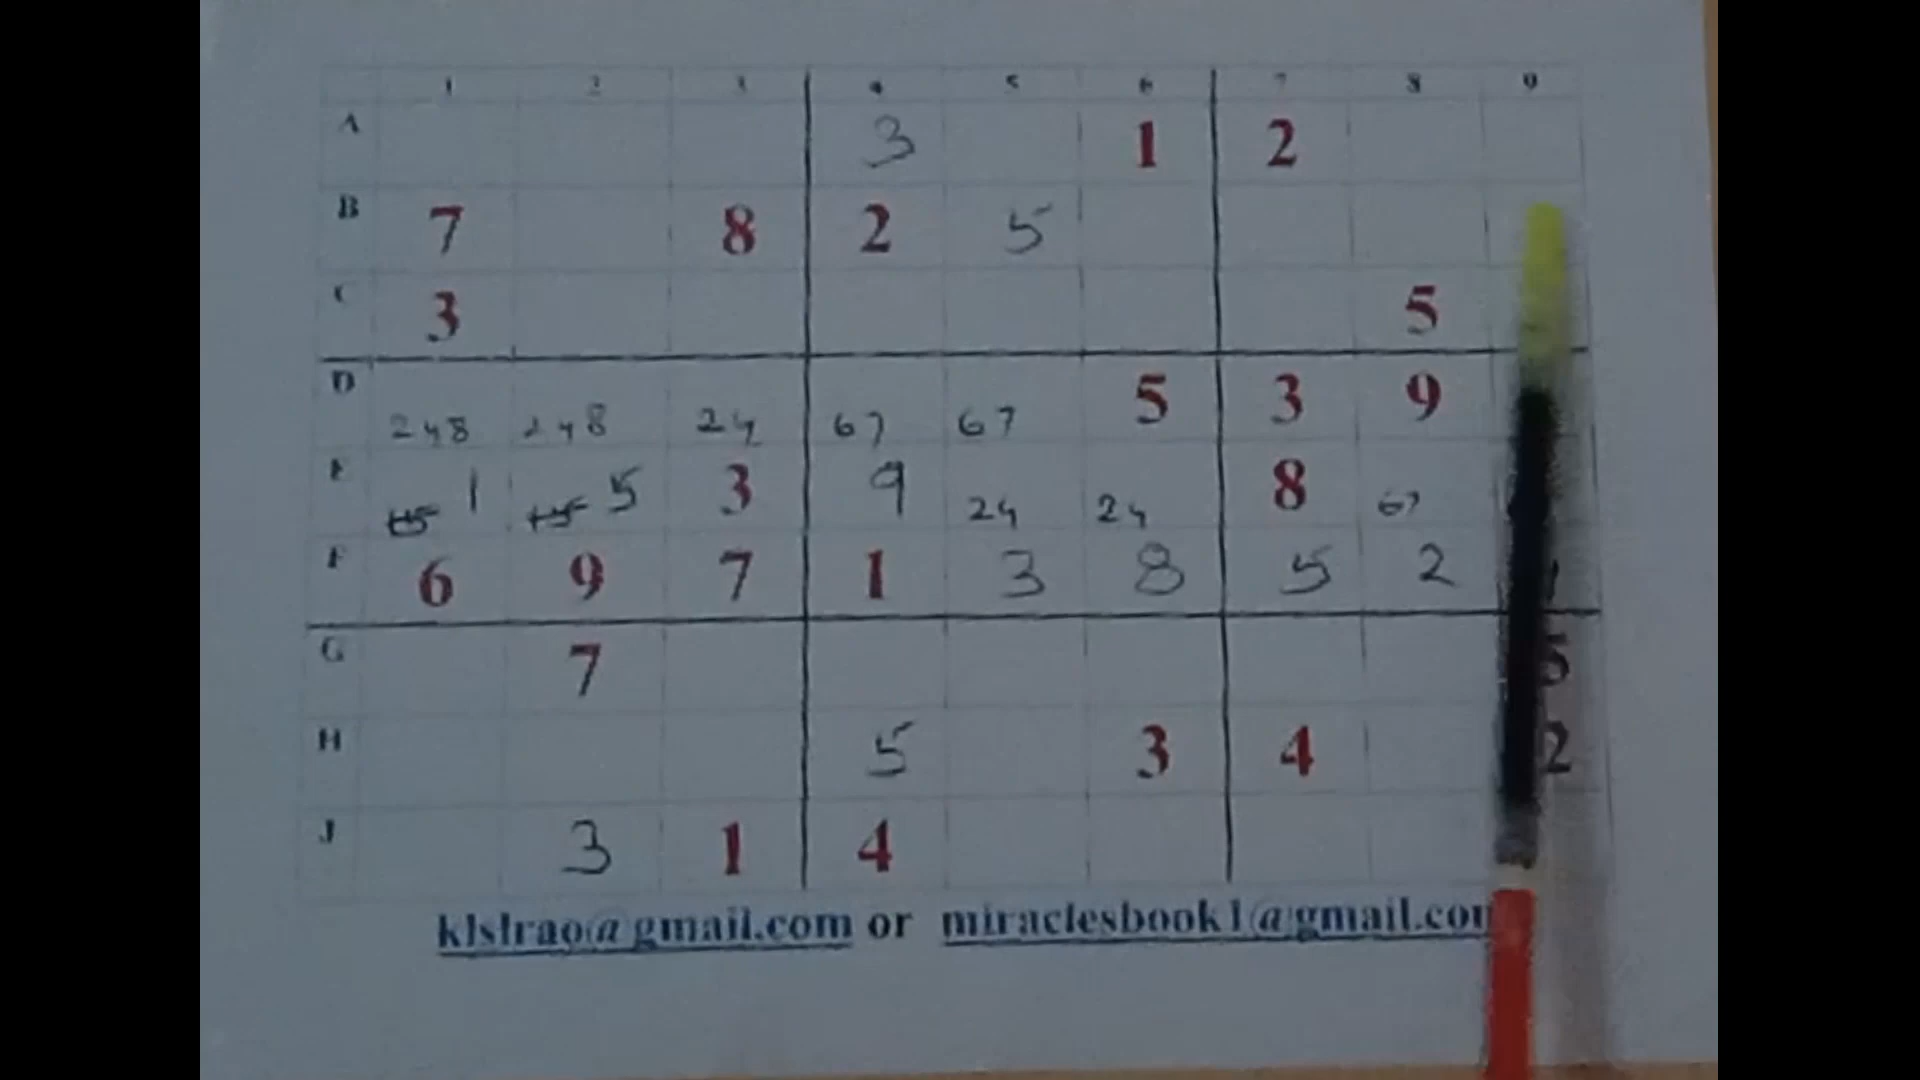 1 2 3 4 5 6 7 8 9
A 3 1 2
B 7 8 2 5
C 3 5
D 248 248 24 67 67 5 3 9
E 1 5 3 9 24 24 8 67
F 6 9 7 1 3 8 5 2
G 7 5
H 5 3 4 2
J 3 1 4
klslrao@gmail.com or miraclesbook1@gmail.com